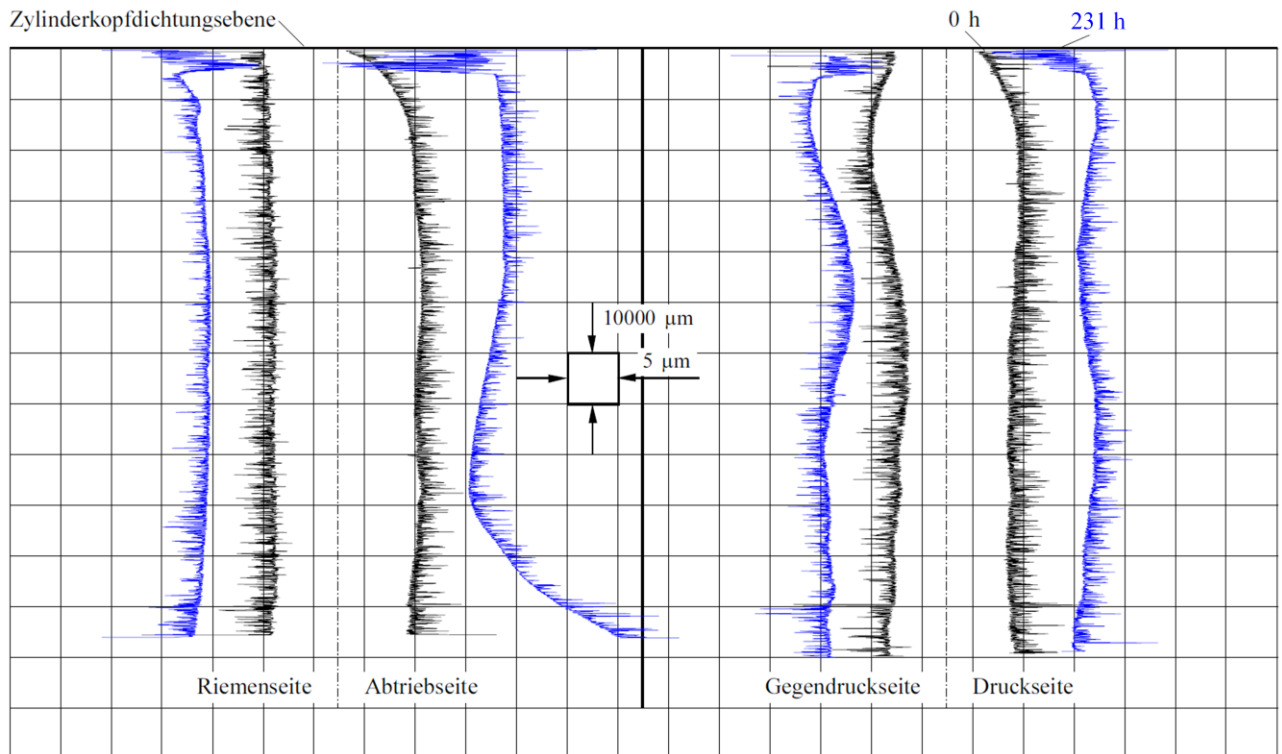 Zylinderkopfdichtungsebene
0 h
231 h
10000 µm
5 µm
Riemenseite
Abtriebseite
Gegendruckseite
Druckseite